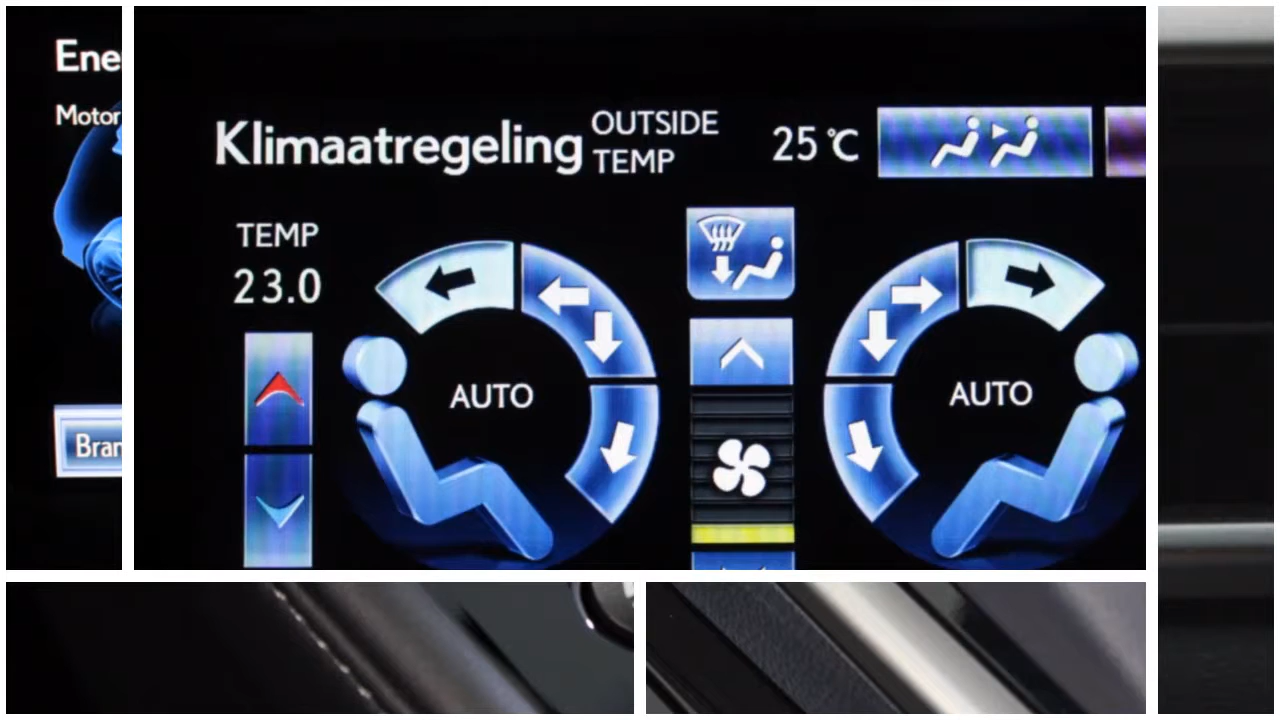 Ene
Motor
Bran
Klimaatregeling
OUTSIDE
TEMP
25 °C
TEMP
23.0
AUTO
AUTO